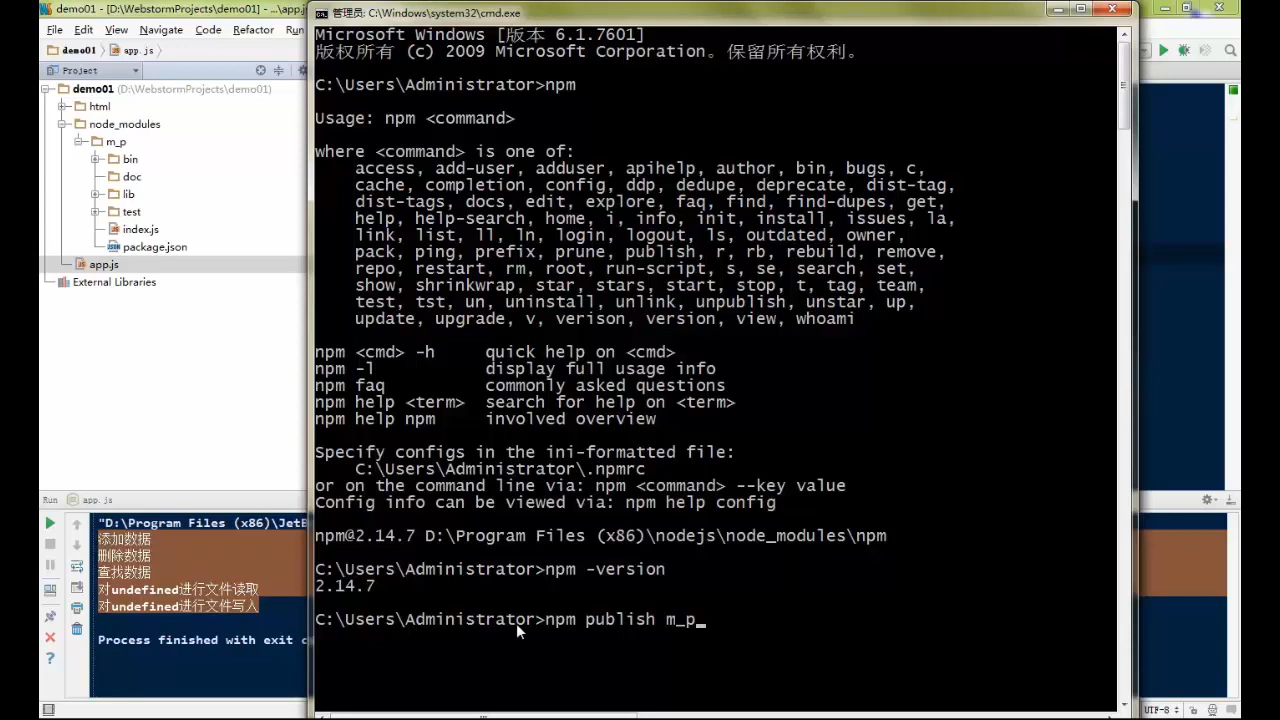 demo01 - [D:\WebstormProjects\demo01] - ...\app.js
File Edit View Navigate Code Refactor Run
demo01 app.js
Project
demo01 (D:\WebstormProjects\demo01)
html
node_modules
m_p
bin
doc
lib
test
index.js
package.json
app.js
External Libraries
Run app.js
"D:\Program Files (x86)\JetB
添加数据
删除数据
查找数据
对undefined进行文件读取
对undefined进行文件写入
Process finished with exit c
管理员: C:\Windows\system32\cmd.exe
Microsoft Windows [版本 6.1.7601]
版权所有 (c) 2009 Microsoft Corporation。保留所有权利。
C:\Users\Administrator>npm
Usage: npm <command>
where <command> is one of:
access, add-user, adduser, apihelp, author, bin, bugs, c,
cache, completion, config, ddp, dedupe, deprecate, dist-tag,
dist-tags, docs, edit, explore, faq, find, find-dupes, get,
help, help-search, home, i, info, init, install, issues, la,
link, list, ll, ln, login, logout, ls, outdated, owner,
pack, ping, prefix, prune, publish, r, rb, rebuild, remove,
repo, restart, rm, root, run-script, s, se, search, set,
show, shrinkwrap, star, stars, start, stop, t, tag, team,
test, tst, un, uninstall, unlink, unpublish, unstar, up,
update, upgrade, v, verison, version, view, whoami
npm <cmd> -h quick help on <cmd>
npm -l display full usage info
npm faq commonly asked questions
npm help <term> search for help on <term>
npm help npm involved overview
Specify configs in the ini-formatted file:
C:\Users\Administrator\.npmrc
or on the command line via: npm <command> --key value
Config info can be viewed via: npm help config
npm@2.14.7 D:\Program Files (x86)\nodejs\node_modules\npm
C:\Users\Administrator>npm -version
2.14.7
C:\Users\Administrator>npm publish m_p_
UTF-8